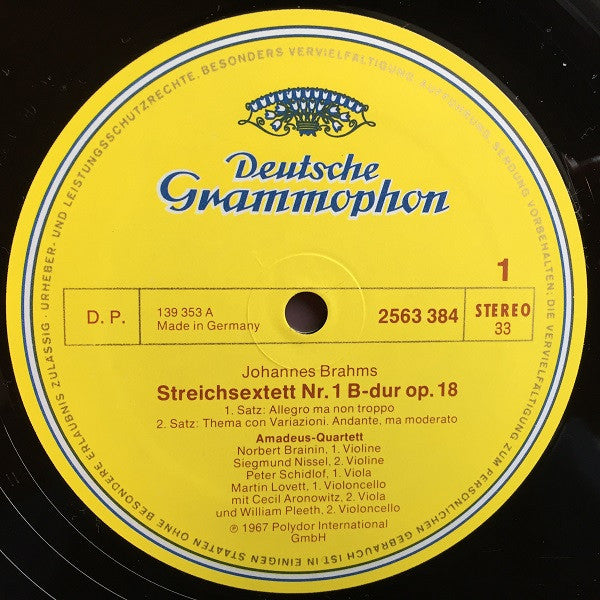 Deutsche
Grammophon
1
D. P.
139 353 A
Made in Germany
2563 384
STEREO
33
Johannes Brahms
Streichsextett Nr. 1 B-dur op. 18
1. Satz: Allegro ma non troppo
2. Satz: Thema con Variazioni. Andante, ma moderato
Amadeus-Quartett
Norbert Brainin, 1. Violine
Siegmund Nissel, 2. Violine
Peter Schidlof, 1. Viola
Martin Lovett, 1. Violoncello
mit Cecil Aronowitz, 2. Viola
und William Pleeth, 2. Violoncello
℗ 1967 Polydor International
GmbH
URHEBER- UND LEISTUNGSSCHUTZRECHTE, BESONDERS VERVIELFÄLTIGUNG, AUFFÜHRUNG, SENDUNG VORBEHALTEN: DIE VERVIELFÄLTIGUNG ZUM PERSÖNLICHEN GEBRAUCH IST IN EINIGEN STAATEN OHNE BESONDERE ERLAUBNIS ZULÄSSIG ·